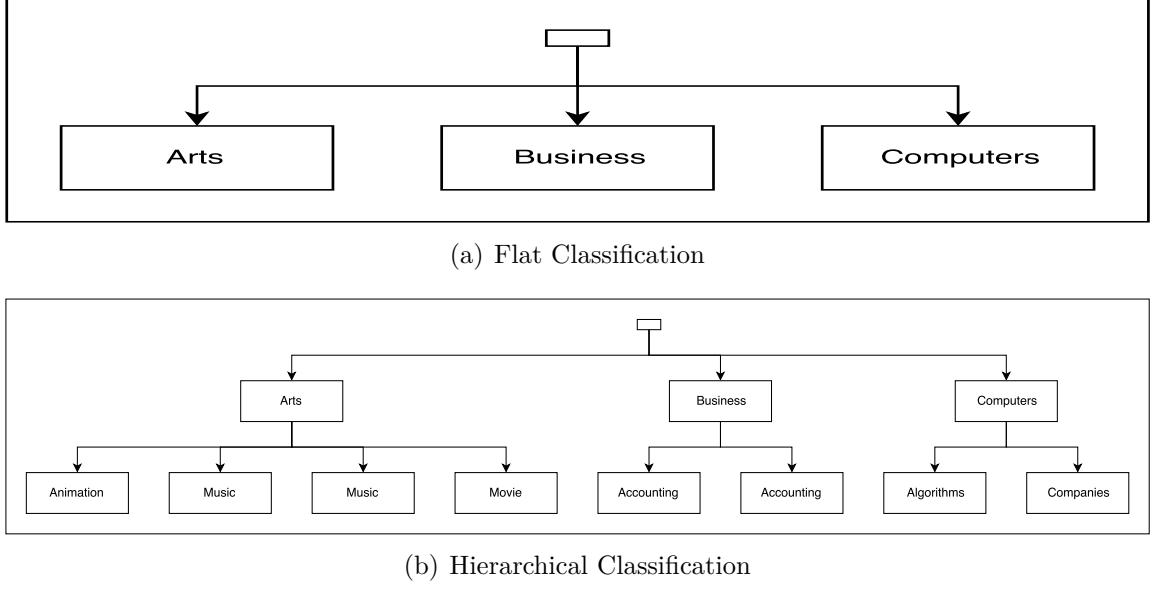 Arts Business Computers
(a) Flat Classification
Arts Business Computers
Animation Music Music Movie Accounting Accounting Algorithms Companies
(b) Hierarchical Classification